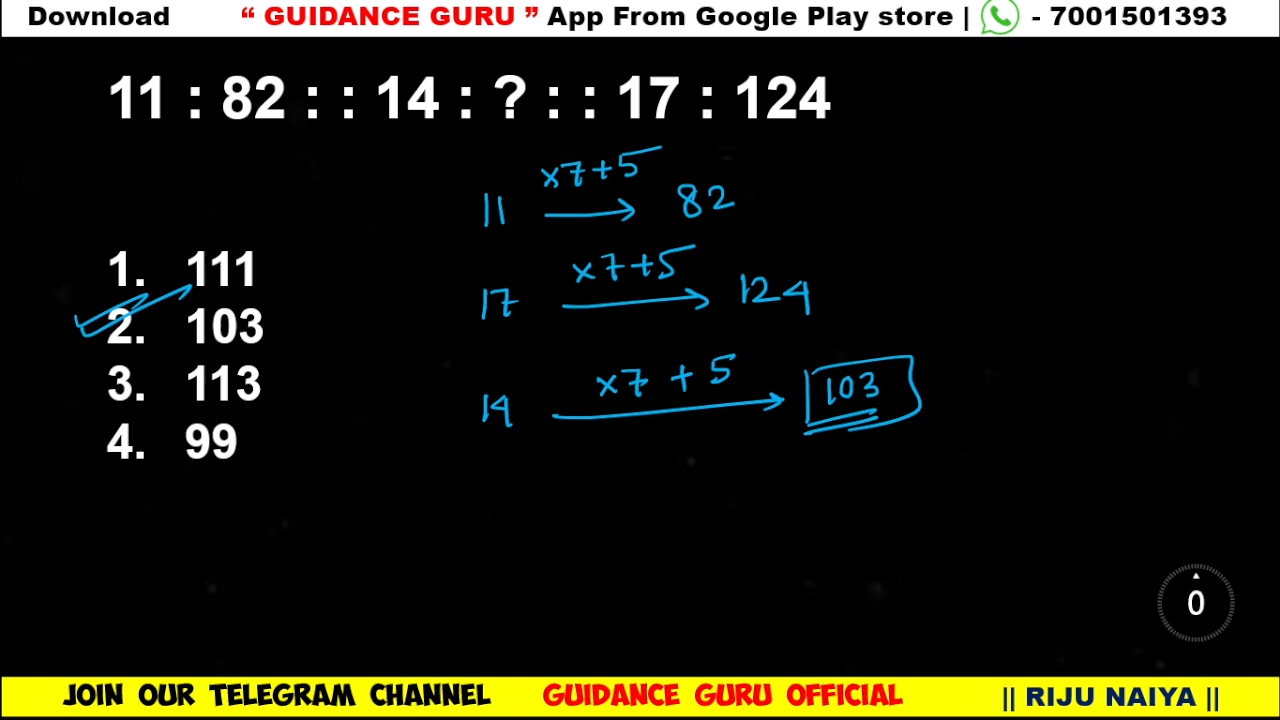 Download “ GUIDANCE GURU ” App From Google Play store | - 7001501393
11 : 82 : : 14 : ? : : 17 : 124
x7+5
11 → 82
1. 111
x7+5
17 → 124
2. 103
x7 + 5
3. 113
14 → 103
4. 99
0
JOIN OUR TELEGRAM CHANNEL GUIDANCE GURU OFFICIAL || RIJU NAIYA ||